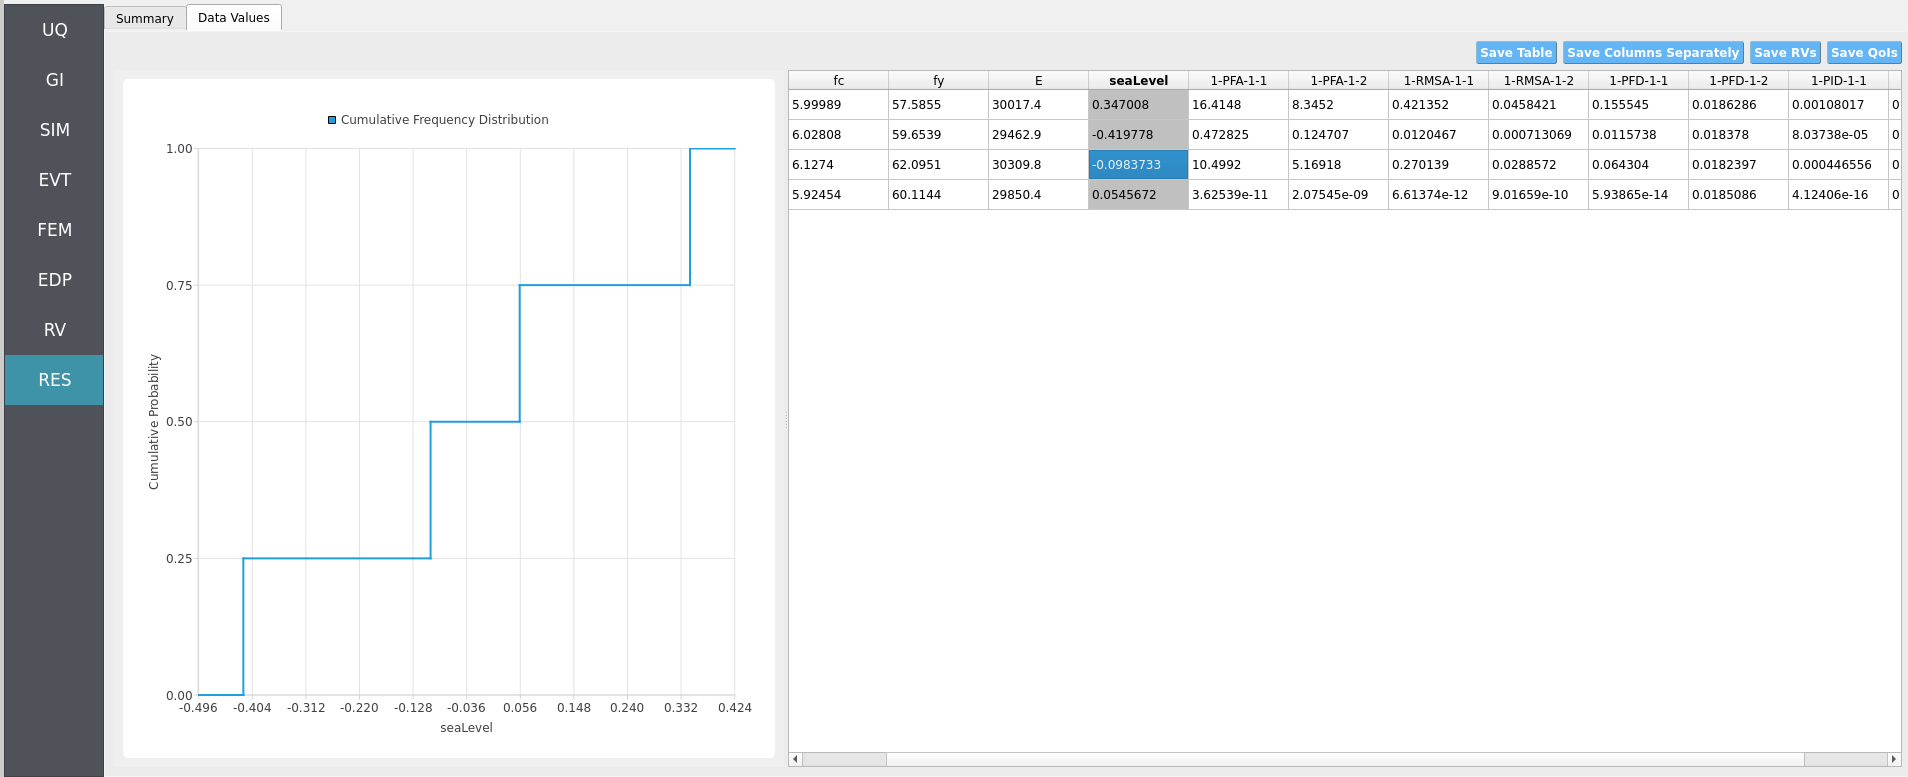 UQ
GI
SIM
EVT
FEM
EDP
RV
RES
Summary Data Values
Save Table Save Columns Separately Save RVs Save QoIs
Cumulative Frequency Distribution
1.00
0.75
0.50
0.25
0.00
Cumulative Probability
-0.496 -0.404 -0.312 -0.220 -0.128 -0.036 0.056 0.148 0.240 0.332 0.424
seaLevel
fc fy E seaLevel 1-PFA-1-1 1-PFA-1-2 1-RMSA-1-1 1-RMSA-1-2 1-PFD-1-1 1-PFD-1-2 1-PID-1-1
5.99989 57.5855 30017.4 0.347008 16.4148 8.3452 0.421352 0.0458421 0.155545 0.0186286 0.00108017 0
6.02808 59.6539 29462.9 -0.419778 0.472825 0.124707 0.0120467 0.000713069 0.0115738 0.018378 8.03738e-05 0
6.1274 62.0951 30309.8 -0.0983733 10.4992 5.16918 0.270139 0.0288572 0.064304 0.0182397 0.000446556 0
5.92454 60.1144 29850.4 0.0545672 3.62539e-11 2.07545e-09 6.61374e-12 9.01659e-10 5.93865e-14 0.0185086 4.12406e-16 0